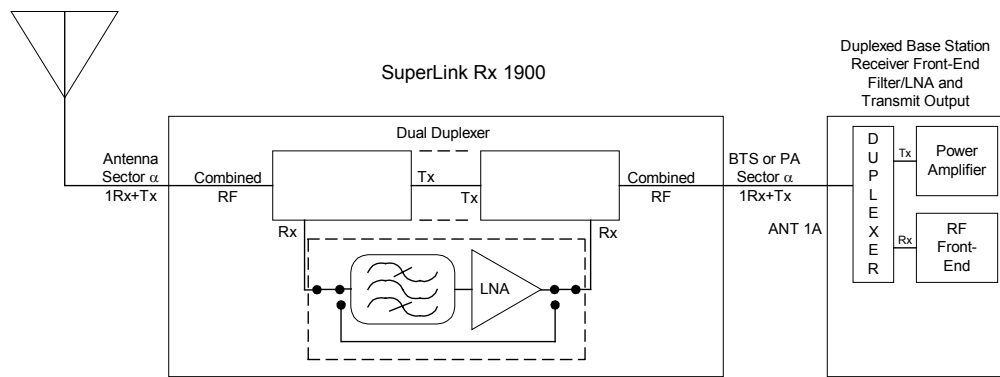 Duplexed Base Station
Receiver Front-End
Filter/LNA and
Transmit Output
SuperLink Rx 1900
Dual Duplexer
Antenna
Sector α
1Rx+Tx
Combined
RF
Tx
Tx
Combined
RF
BTS or PA
Sector α
1Rx+Tx
ANT 1A
Rx
Rx
LNA
D
U
P
L
E
X
E
R
Tx
Power
Amplifier
Rx
RF
Front-
End